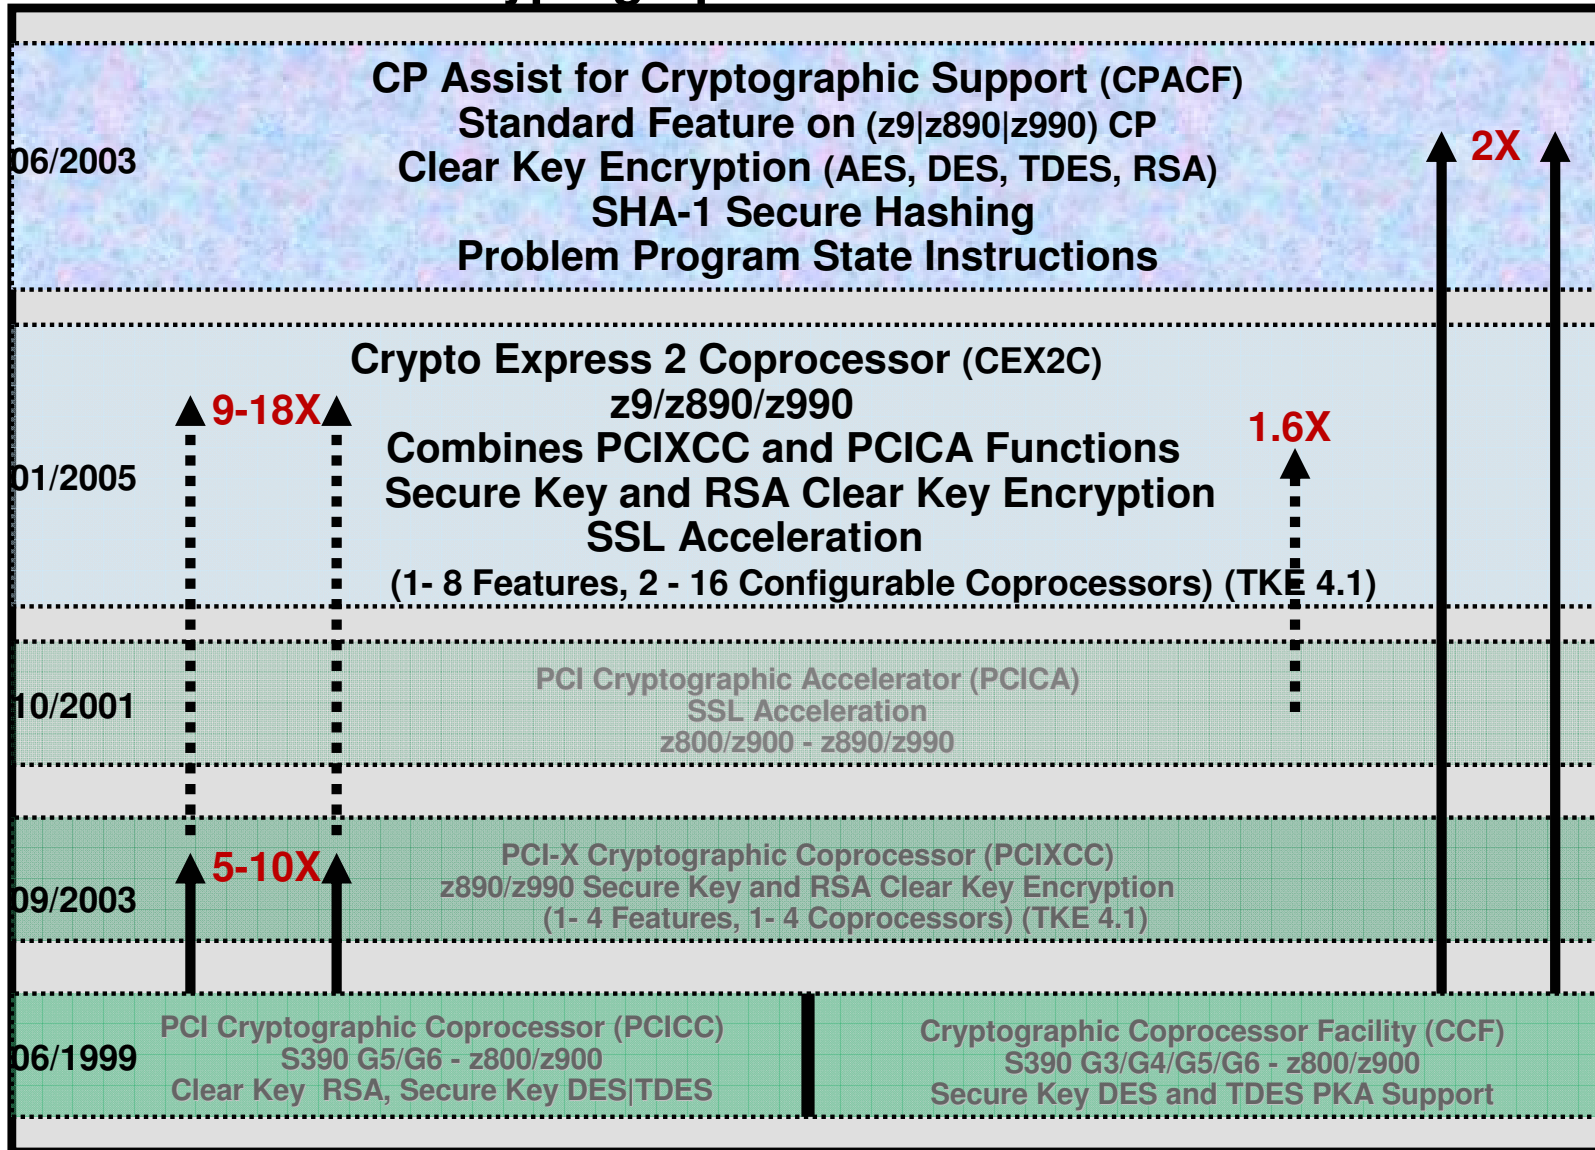 CP Assist for Cryptographic Support (CPACF)
Standard Feature on (z9|z890|z990) CP
06/2003
Clear Key Encryption (AES, DES, TDES, RSA)
SHA-1 Secure Hashing
Problem Program State Instructions
2X
Crypto Express 2 Coprocessor (CEX2C)
z9/z890/z990
9-18X
1.6X
Combines PCIXCC and PCICA Functions
01/2005
Secure Key and RSA Clear Key Encryption
SSL Acceleration
(1- 8 Features, 2 - 16 Configurable Coprocessors) (TKE 4.1)
PCI Cryptographic Accelerator (PCICA)
10/2001
SSL Acceleration
z800/z900 - z890/z990
5-10X
PCI-X Cryptographic Coprocessor (PCIXCC)
09/2003
z890/z990 Secure Key and RSA Clear Key Encryption
(1- 4 Features, 1- 4 Coprocessors) (TKE 4.1)
06/1999
PCI Cryptographic Coprocessor (PCICC)
S390 G5/G6 - z800/z900
Clear Key  RSA, Secure Key DES|TDES
Cryptographic Coprocessor Facility (CCF)
S390 G3/G4/G5/G6 - z800/z900
Secure Key DES and TDES PKA Support